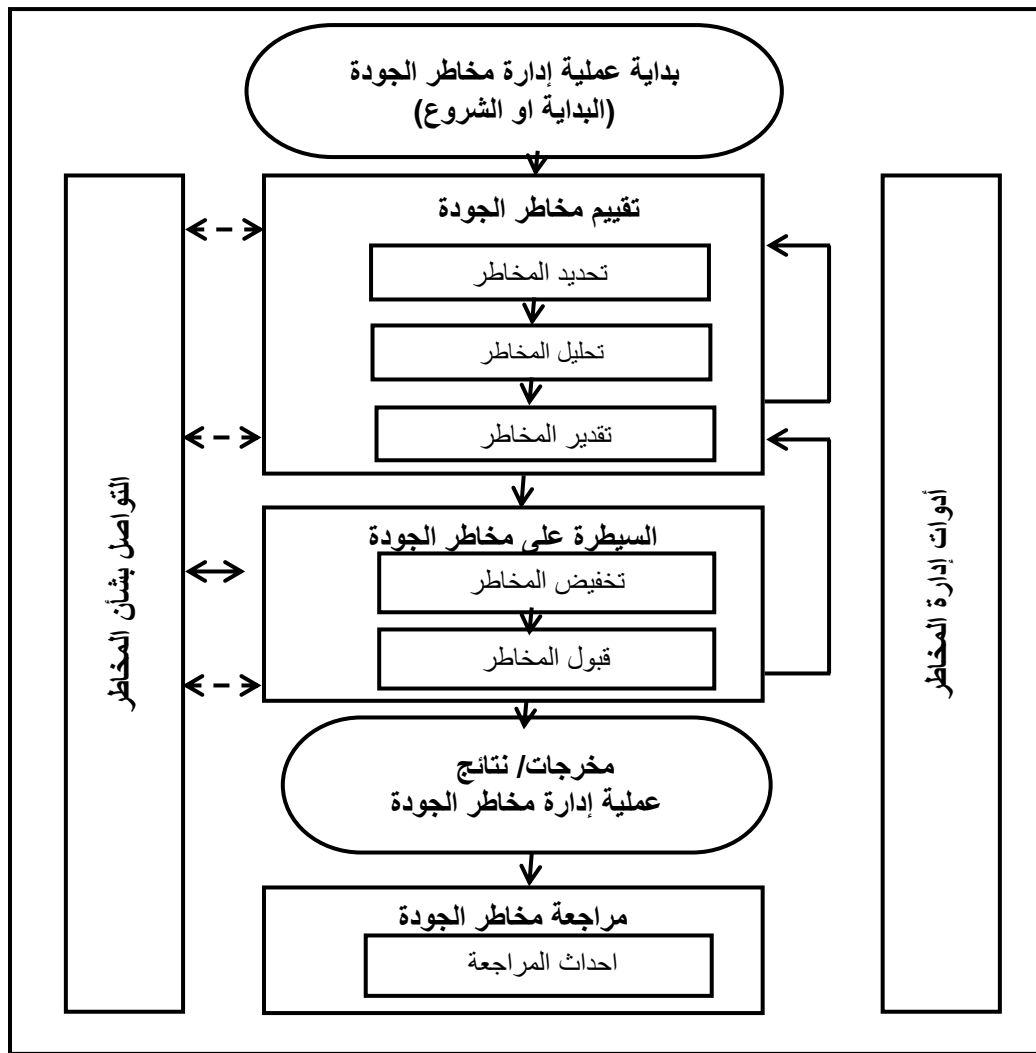 بداية عملية إدارة مخاطر الجودة
(البداية او الشروع)
تقييم مخاطر الجودة
تحديد المخاطر
تحليل المخاطر
تقدير المخاطر
السيطرة على مخاطر الجودة
تخفيض المخاطر
قبول المخاطر
مخرجات/ نتائج
عملية إدارة مخاطر الجودة
مراجعة مخاطر الجودة
احداث المراجعة
أدوات إدارة المخاطر
التواصل بشأن المخاطر